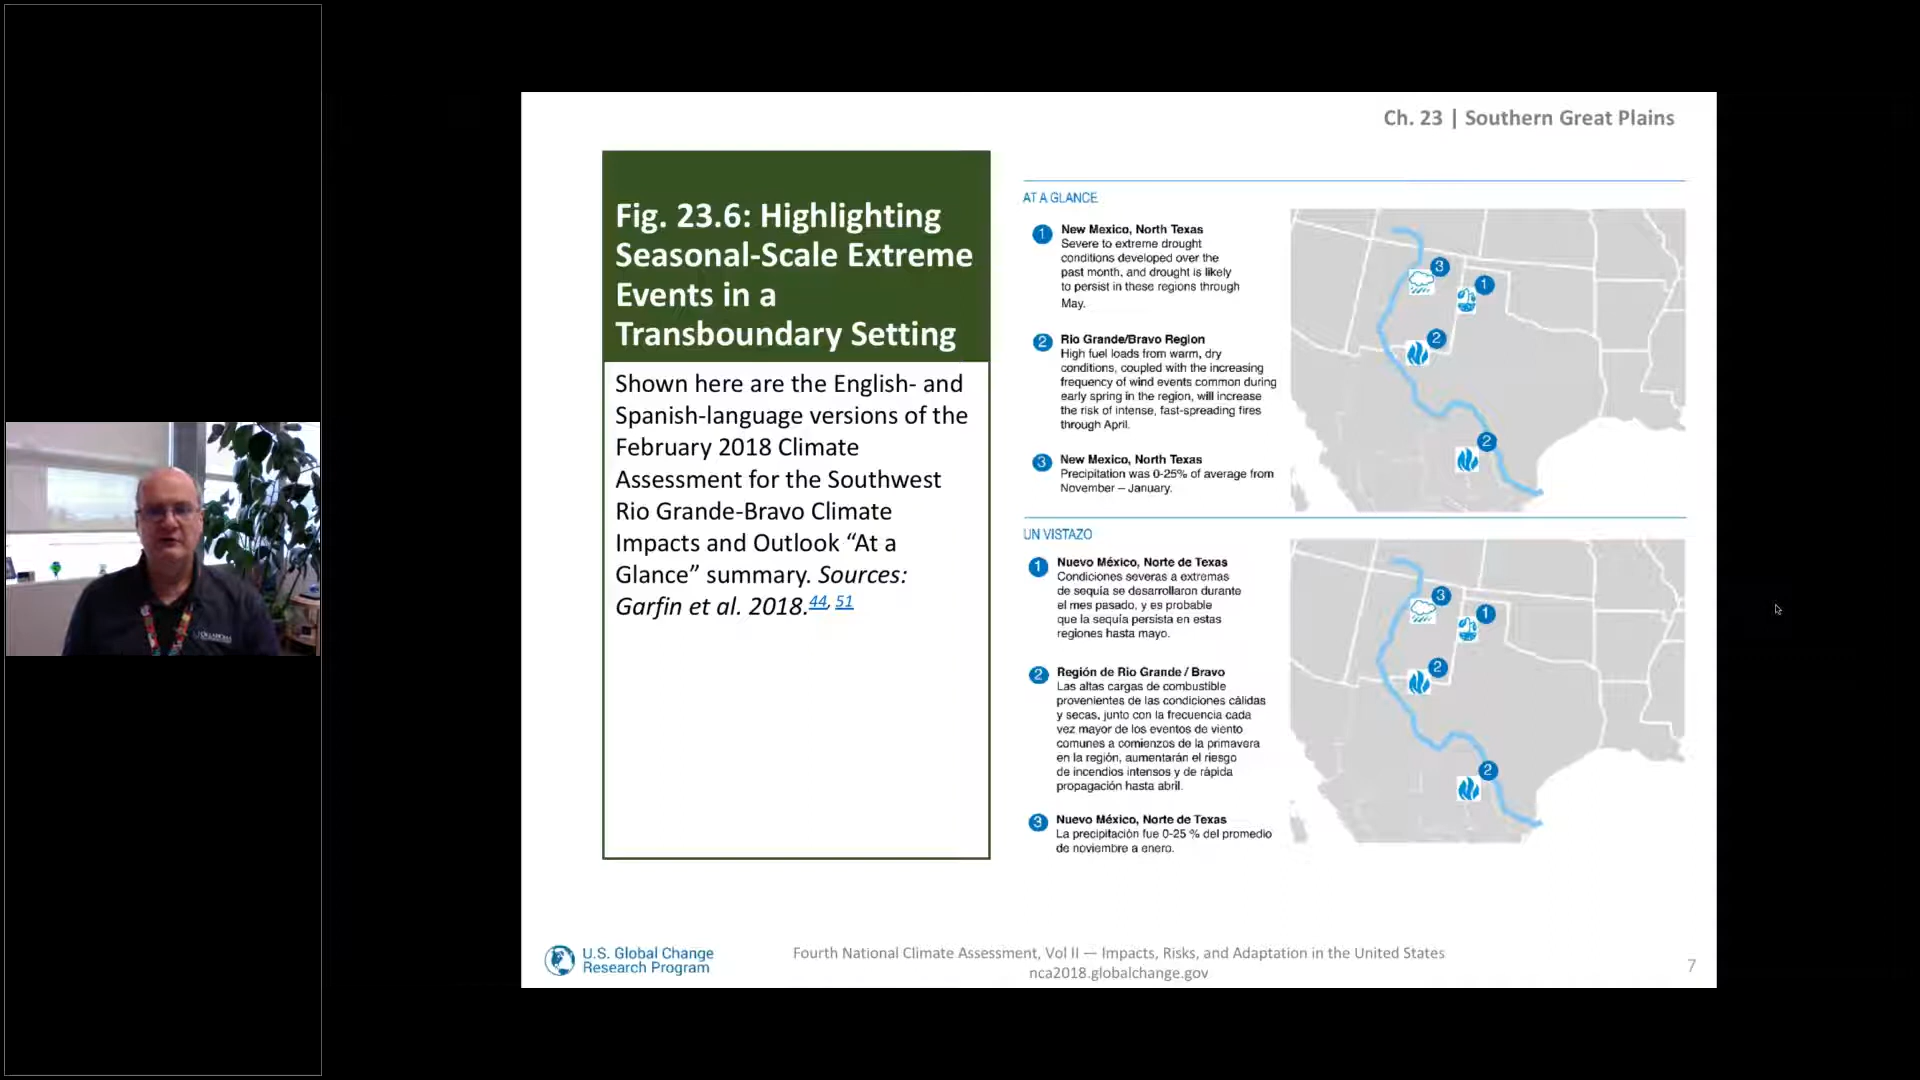 Ch. 23 | Southern Great Plains
Fig. 23.6: Highlighting
Seasonal-Scale Extreme
Events in a
Transboundary Setting
Shown here are the English- and
Spanish-language versions of the
February 2018 Climate
Assessment for the Southwest
Rio Grande-Bravo Climate
Impacts and Outlook “At a
Glance” summary. Sources:
Garfin et al. 2018.44, 51
AT A GLANCE
1 New Mexico, North Texas
Severe to extreme drought
conditions developed over the
past month, and drought is likely
to persist in these regions through
May.
2 Rio Grande/Bravo Region
High fuel loads from warm, dry
conditions, coupled with the increasing
frequency of wind events common during
early spring in the region, will increase
the risk of intense, fast-spreading fires
through April.
3 New Mexico, North Texas
Precipitation was 0-25% of average from
November – January.
3
1
2
2
UN VISTAZO
1 Nuevo México, Norte de Texas
Condiciones severas a extremas
de sequía se desarrollaron durante
el mes pasado, y es probable
que la sequía persista en estas
regiones hasta mayo.
2 Región de Rio Grande / Bravo
Las altas cargas de combustible
provenientes de las condiciones cálidas
y secas, junto con la frecuencia cada
vez mayor de los eventos de viento
comunes a comienzos de la primavera
en la región, aumentarán el riesgo
de incendios intensos y de rápida
propagación hasta abril.
3 Nuevo México, Norte de Texas
La precipitación fue 0-25 % del promedio
de noviembre a enero.
3
1
2
2
U.S. Global Change
Research Program
Fourth National Climate Assessment, Vol II — Impacts, Risks, and Adaptation in the United States
nca2018.globalchange.gov
7